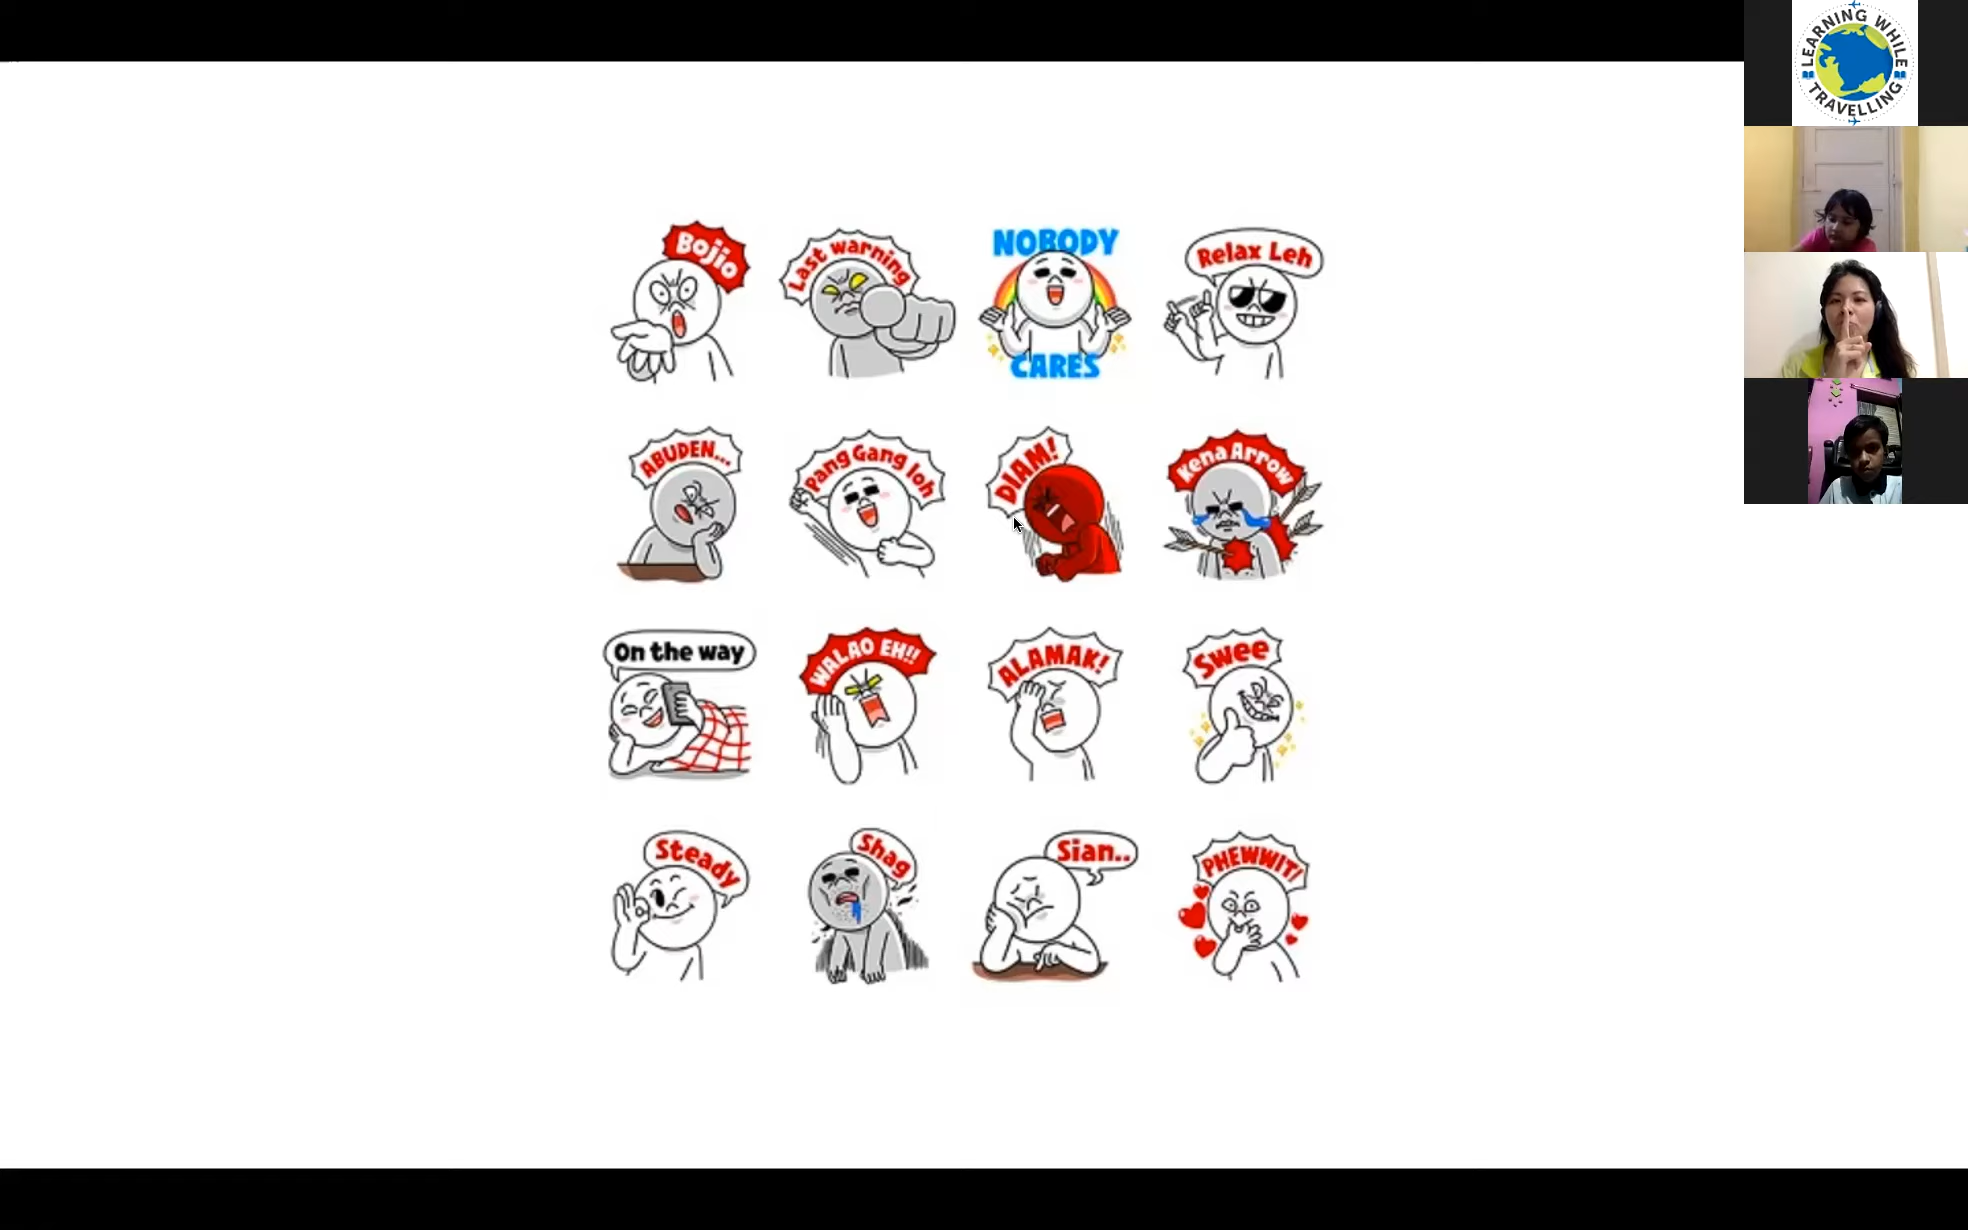 Bojio
Last warning
NOBODY
CARES
Relax Leh
ABUDEN...
Pang Gang loh
DIAM!
Kena Arrow
On the way
WALAO EH!!
ALAMAK!
Swee
Steady
Shag
Sian..
PHEWWIT!
LEARNING WHILE
TRAVELLING